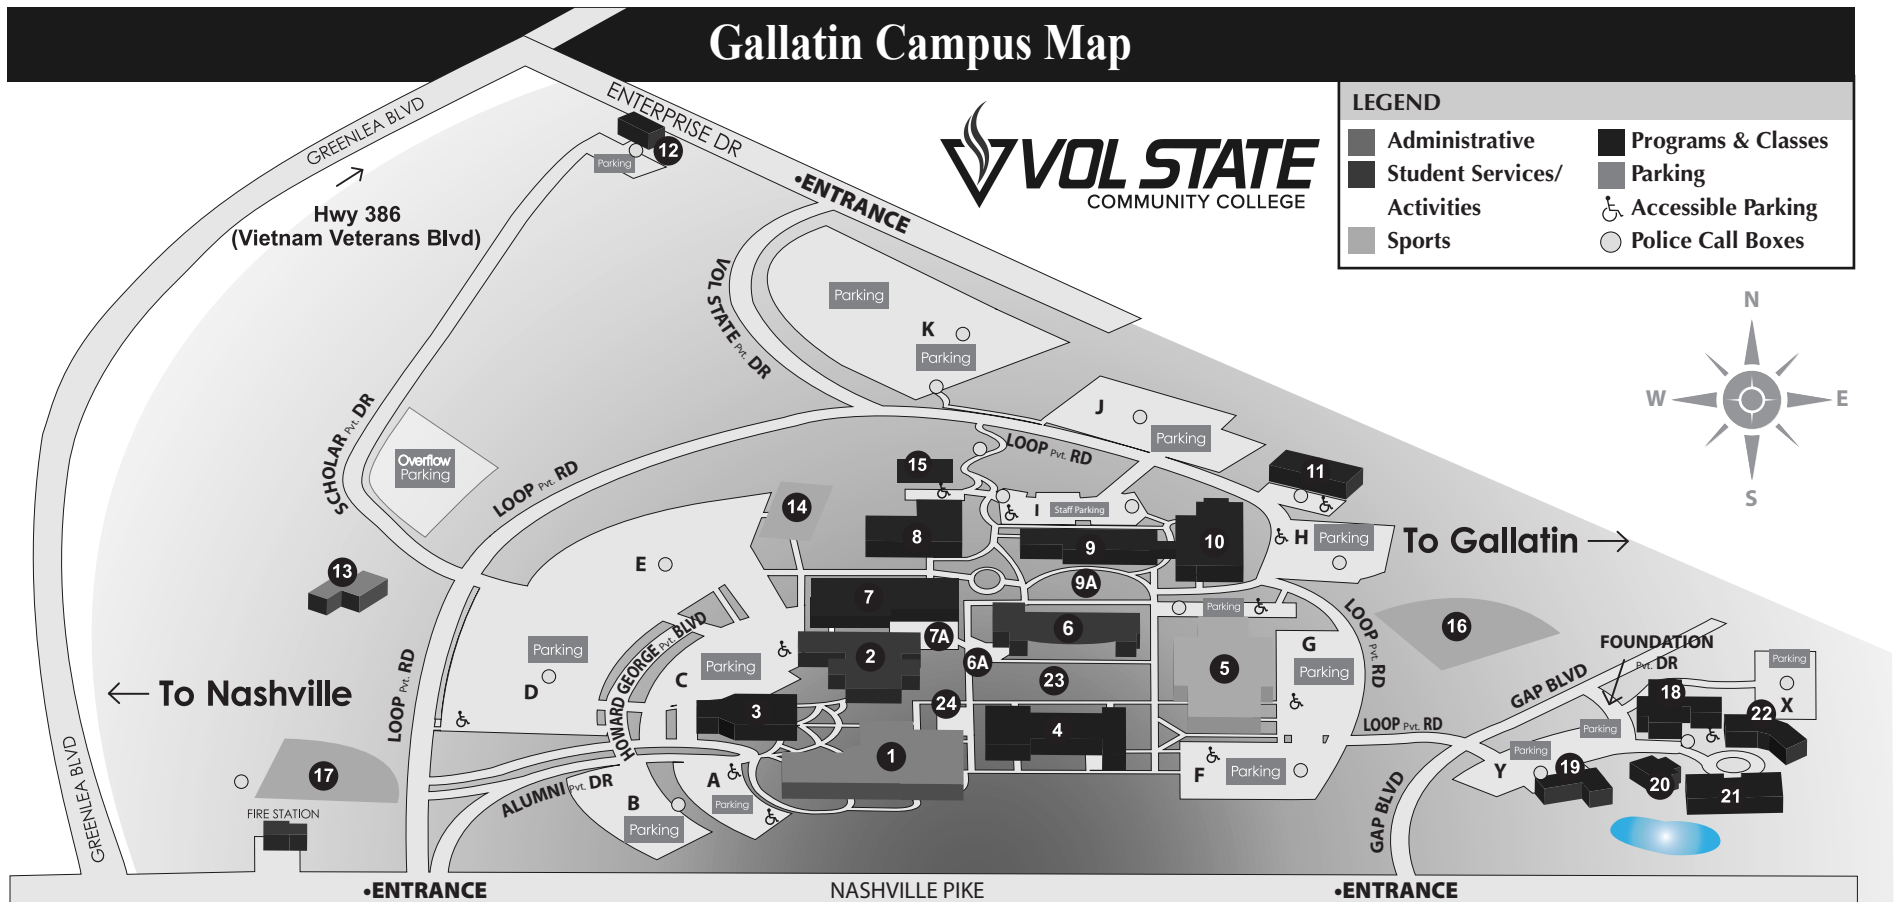 Gallatin Campus Map
LEGEND
Administrative
Student Services/
Activities
Sports
Programs & Classes
Parking
Accessible Parking
Police Call Boxes
VOL STATE
COMMUNITY COLLEGE
N
W
E
S
GREENLEA BLVD
ENTERPRISE DR
12
Parking
•ENTRANCE
Hwy 386
(Vietnam Veterans Blvd)
VOL STATE Pvt. DR
Parking
K
Parking
J
Parking
SCHOLAR Pvt. DR
Overflow
Parking
LOOP Pvt. RD
LOOP Pvt. RD
15
11
14
I
Staff Parking
8
9
10
H
Parking
To Gallatin
E
13
9A
7
LOOP Pvt. RD
16
7A
6
Parking
G
Parking
FOUNDATION
Pvt. DR
HOWARD GEORGE Pvt. BLVD
Parking
D
Parking
C
2
6A
23
5
GAP BLVD
18
Parking
X
To Nashville
LOOP Pvt. RD
3
24
4
LOOP Pvt. RD
Parking
22
17
1
F
Parking
Parking
Y
19
20
21
ALUMNI Pvt. DR
A
Parking
B
Parking
GAP BLVD
FIRE STATION
GREENLEA BLVD
•ENTRANCE
NASHVILLE PIKE
•ENTRANCE